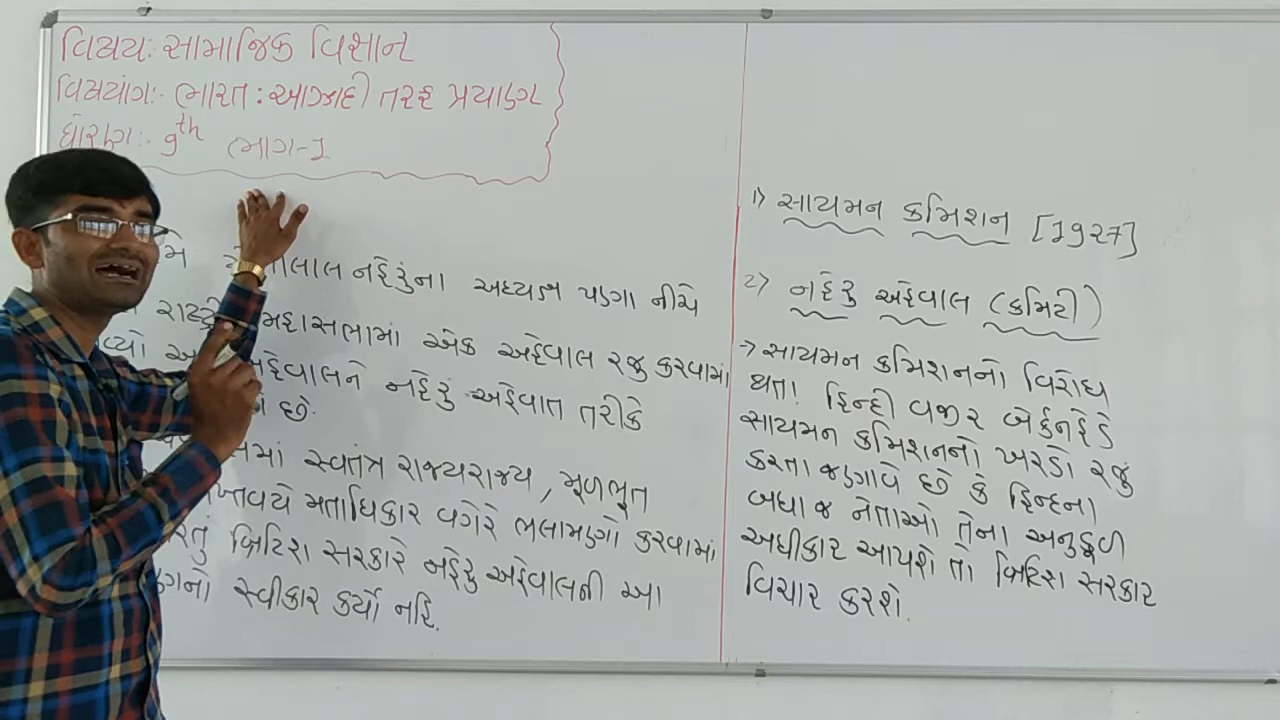 વિષય: સામાજિક વિજ્ઞાન
વિષયાંગ:- ભારત : આઝાદી તરફ પ્રયાણ
ધોરણ:- 9th ભાગ-1
લાલ નહેરુંના અધ્યક્ષ પણા નીચે
મહાસભામાં એક અહેવાલ રજુ કરવામાં
અહેવાલને નહેરું અહેવાત તરીકે
છે.
સ્વતંત્ર રાજ્યરાજ્ય, મૂળભૂત
મતાધિકાર વગેરે ભલામણો કરવામાં
બ્રિટિશ સરકારે નહેરુ અહેવાલની આ
સ્વીકાર કર્યો નહિ.
1) સાયમન કમિશન [1927]
2) નહેરુ અહેવાલ (કમિટી)
→ સાયમન કમિશનનો વિરોધ
થતા! હિન્દી વજીર બર્કનહેડે
સાયમન કમિશનનો ખરડો રજું
કરતા જણાવે છે કે હિન્દના
બધા જ નેતાઓ તેના અનુકૂળ
અધીકાર આપશે તો બ્રિટિશ સરકાર
વિચાર કરશે.